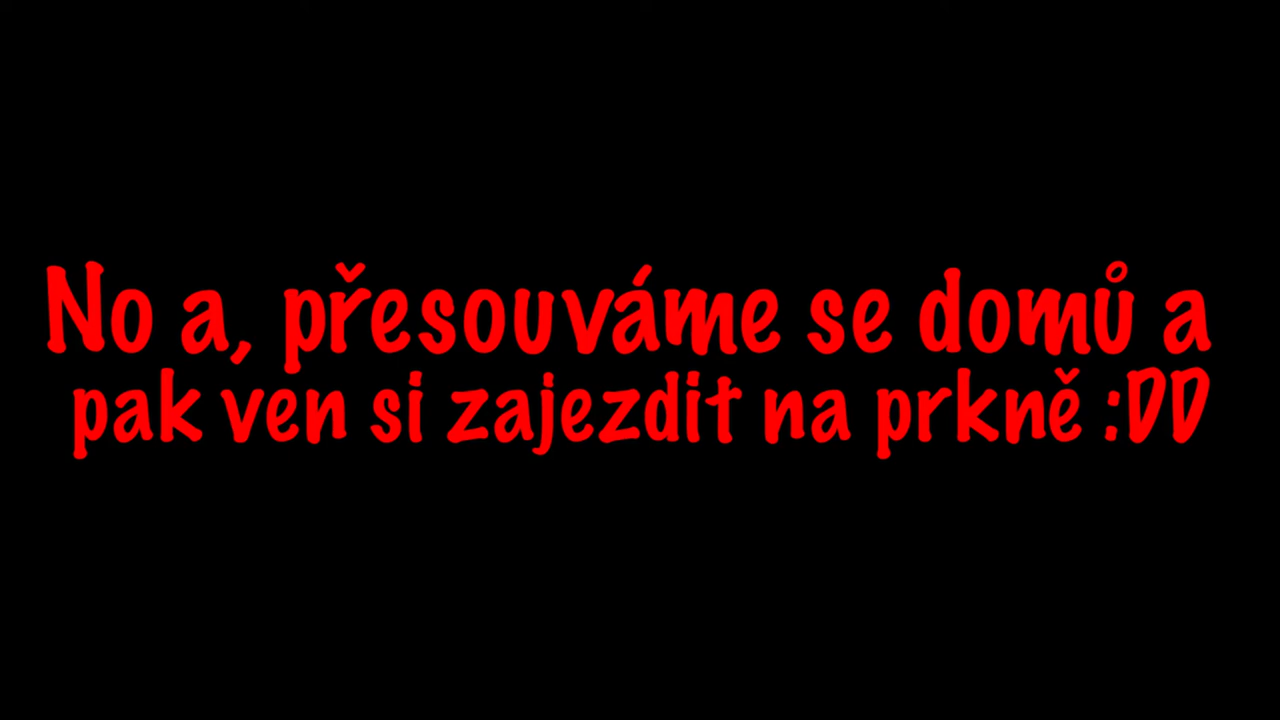 No a, přesouváme se domů a
pak ven si zajezdit na prkně :DD